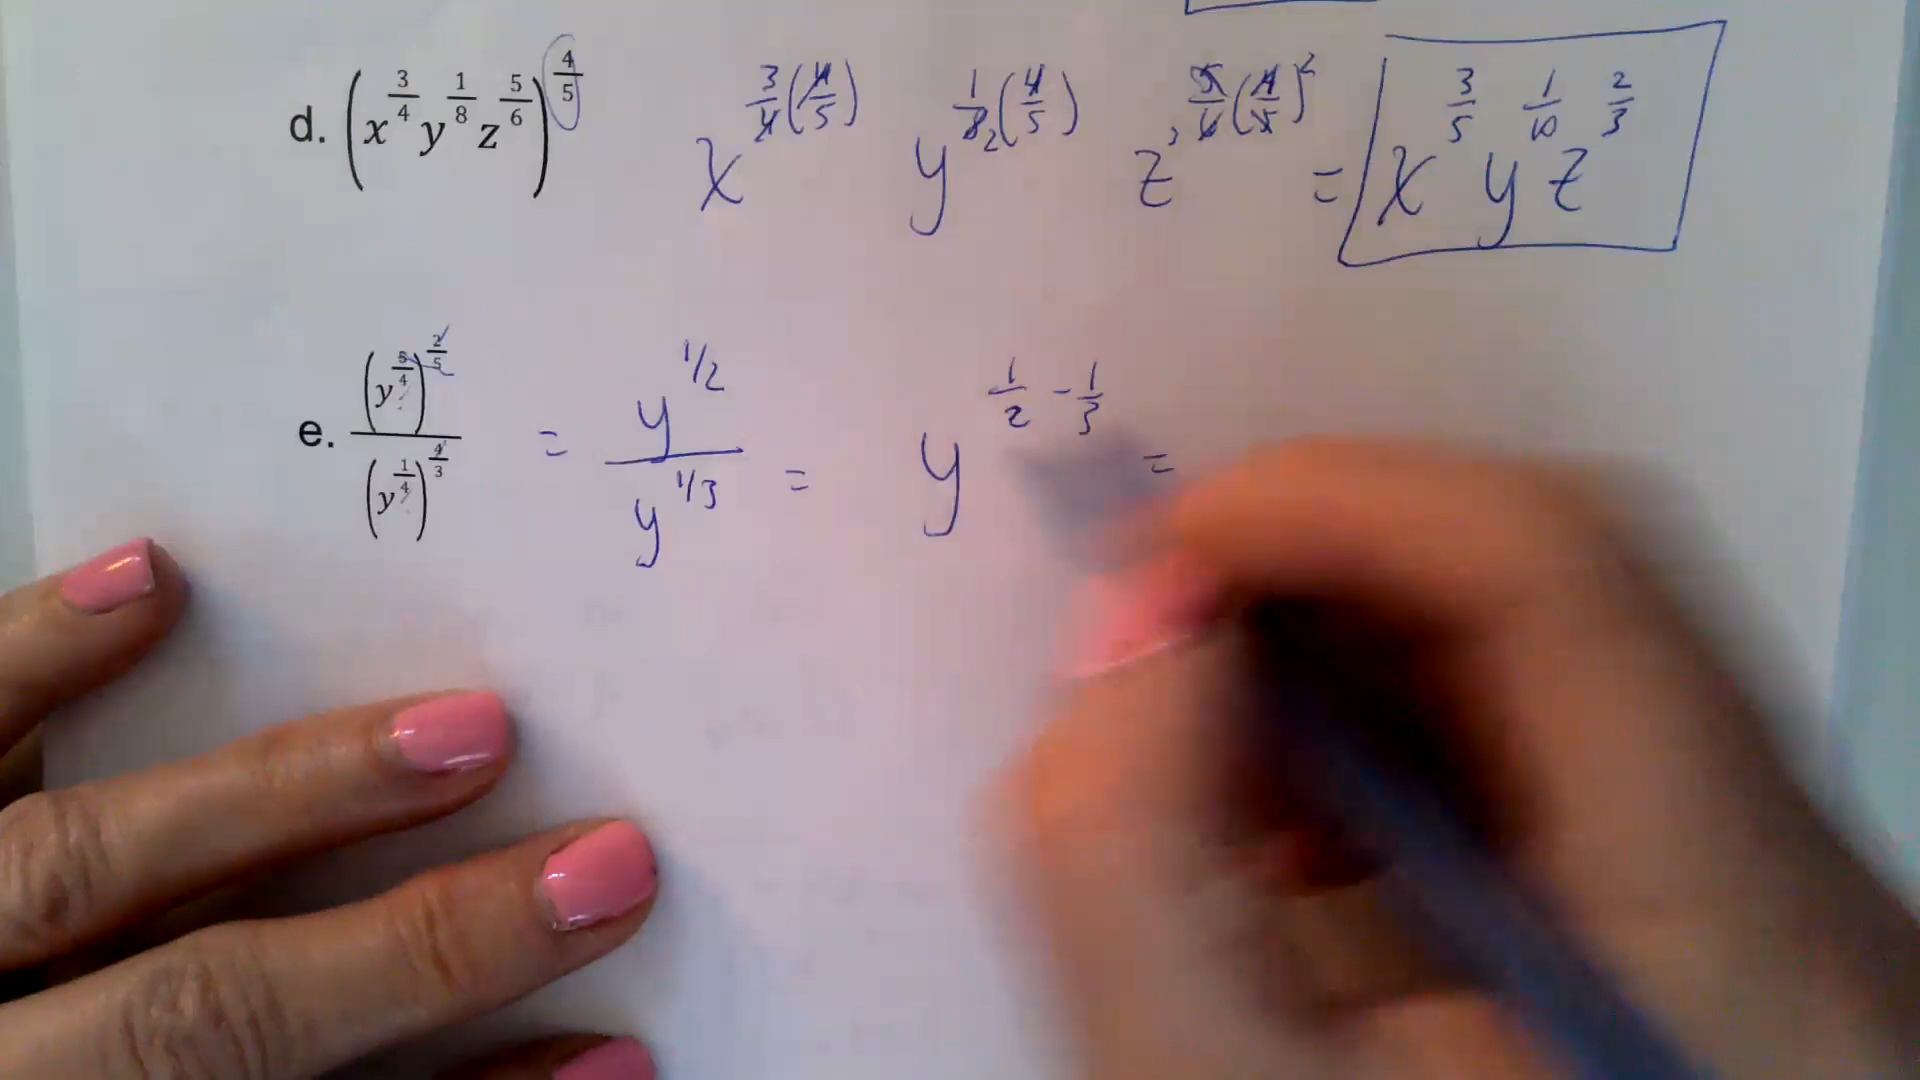 d. (x^{3/4} y^{1/8} z^{5/6})^{4/5} x^{3/4(4/5)} y^{1/8 2(4/5)} z^{5/6(4/5)^2} = x^{3/5} y^{1/10} z^{2/3}
e. (y^{5/4})^{2/5} / (y^{1/4})^{4/3} = y^{1/2} / y^{1/3} = y^{1/2 - 1/3} =